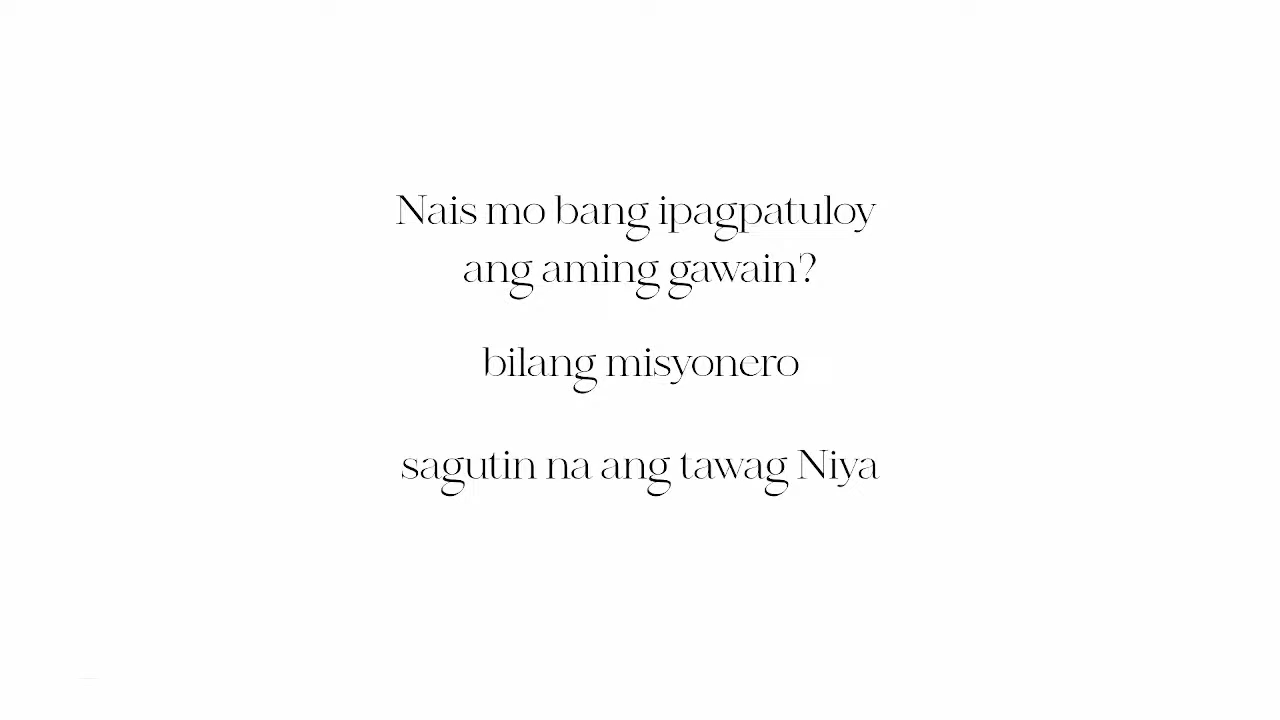 Nais mo bang ipagpatuloy
ang aming gawain?
bilang misyonero
sagutin na ang tawag Niya